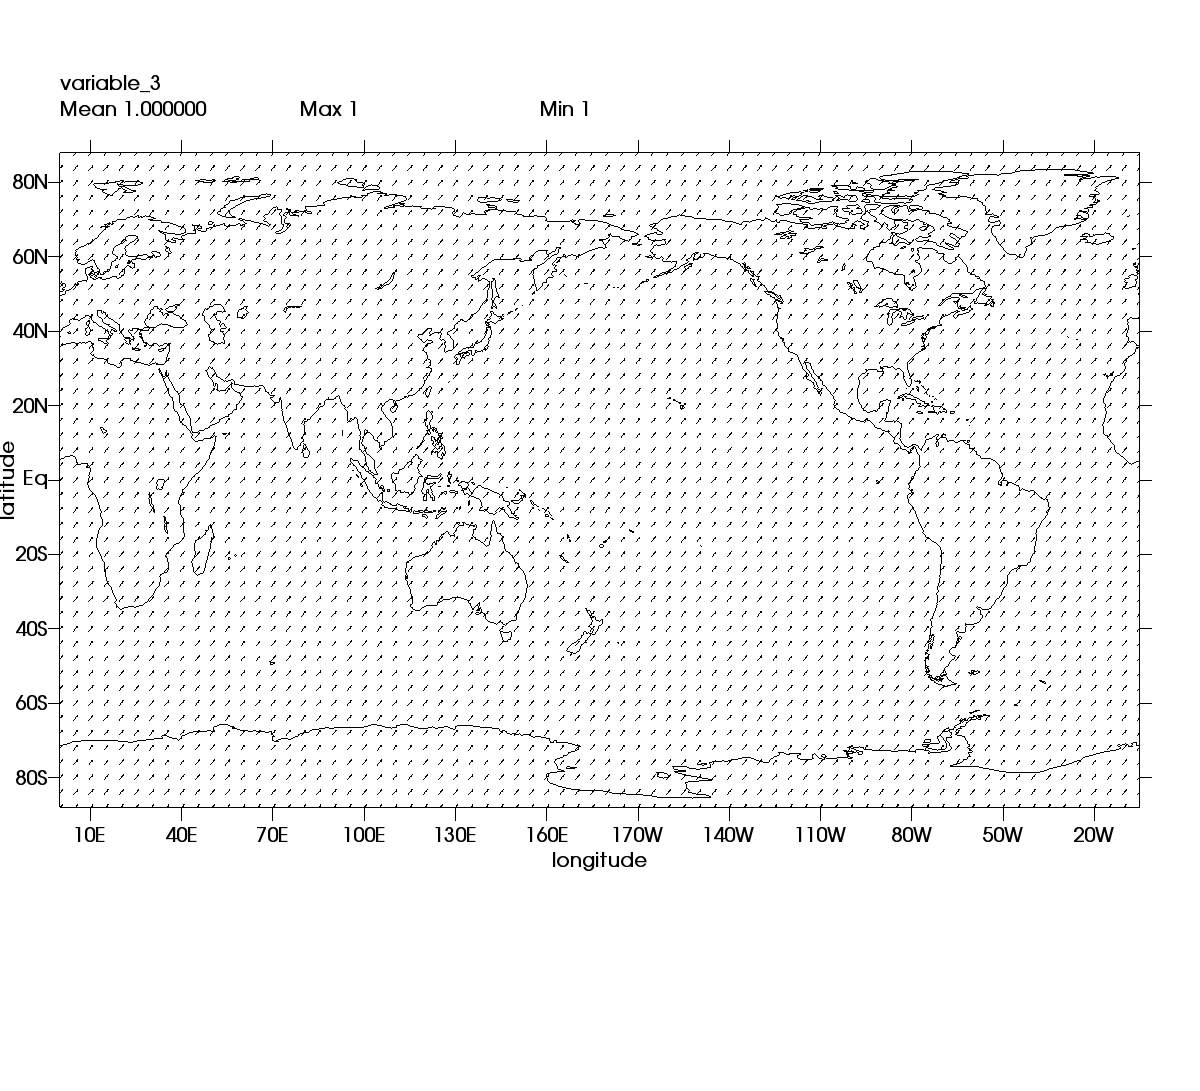 variable_3
Mean 1.000000 Max 1 Min 1
80N
60N
40N
20N
Eq
20S
40S
60S
80S
latitude
10E 40E 70E 100E 130E 160E 170W 140W 110W 80W 50W 20W
longitude